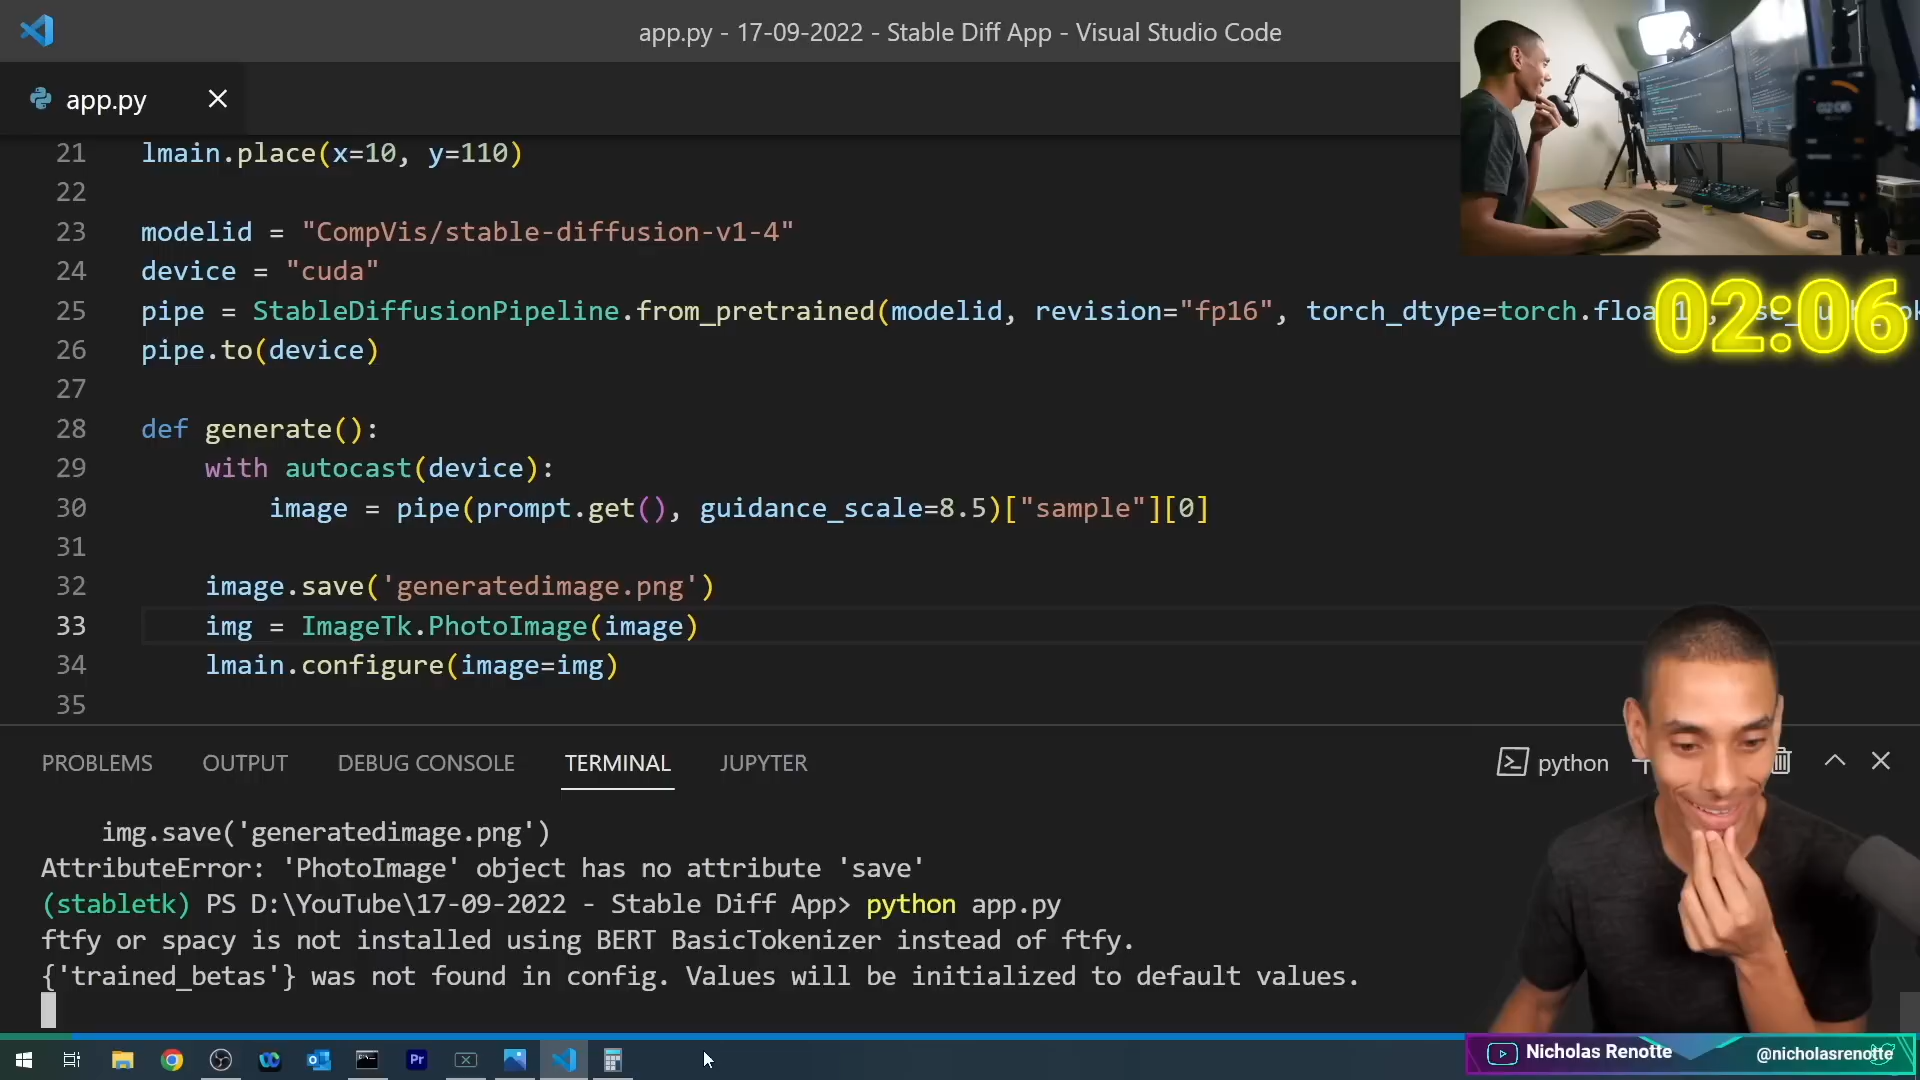 app.py - 17-09-2022 - Stable Diff App - Visual Studio Code
app.py
21 lmain.place(x=10, y=110)
22
23 modelid = "CompVis/stable-diffusion-v1-4"
24 device = "cuda"
25 pipe = StableDiffusionPipeline.from_pretrained(modelid, revision="fp16", torch_dtype=torch.floa
02:06
26 pipe.to(device)
27
28 def generate():
29 with autocast(device):
30 image = pipe(prompt.get(), guidance_scale=8.5)["sample"][0]
31
32 image.save('generatedimage.png')
33 img = ImageTk.PhotoImage(image)
34 lmain.configure(image=img)
35
PROBLEMS OUTPUT DEBUG CONSOLE TERMINAL JUPYTER python
img.save('generatedimage.png')
AttributeError: 'PhotoImage' object has no attribute 'save'
(stabletk) PS D:\YouTube\17-09-2022 - Stable Diff App> python app.py
ftfy or spacy is not installed using BERT BasicTokenizer instead of ftfy.
{'trained_betas'} was not found in config. Values will be initialized to default values.
Pr
Nicholas Renotte @nicholasrenotte